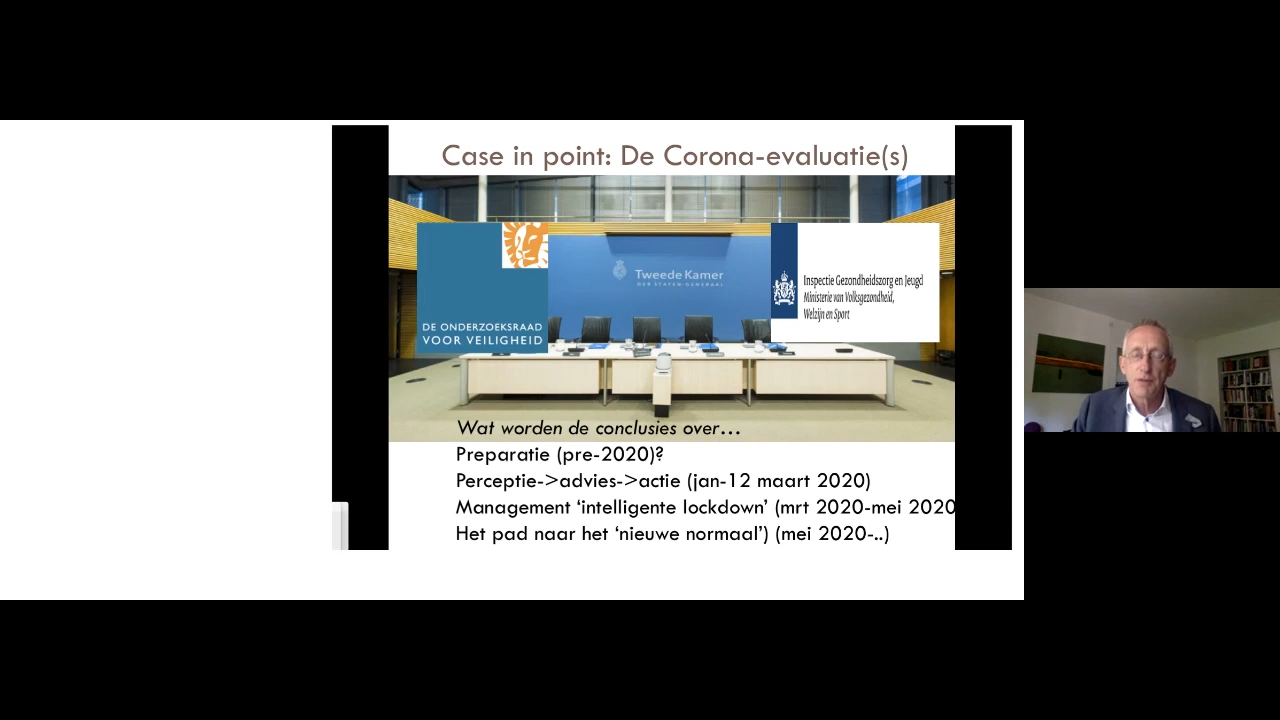 Case in point: De Corona-evaluatie(s)
DE ONDERZOEKSRAAD
VOOR VEILIGHEID
Tweede Kamer
DER STATEN-GENERAAL
Inspectie Gezondheidszorg en Jeugd
Ministerie van Volksgezondheid,
Welzijn en Sport
Wat worden de conclusies over…
Preparatie (pre-2020)?
Perceptie->advies->actie (jan-12 maart 2020)
Management ‘intelligente lockdown’ (mrt 2020-mei 2020
Het pad naar het ‘nieuwe normaal’) (mei 2020-..)